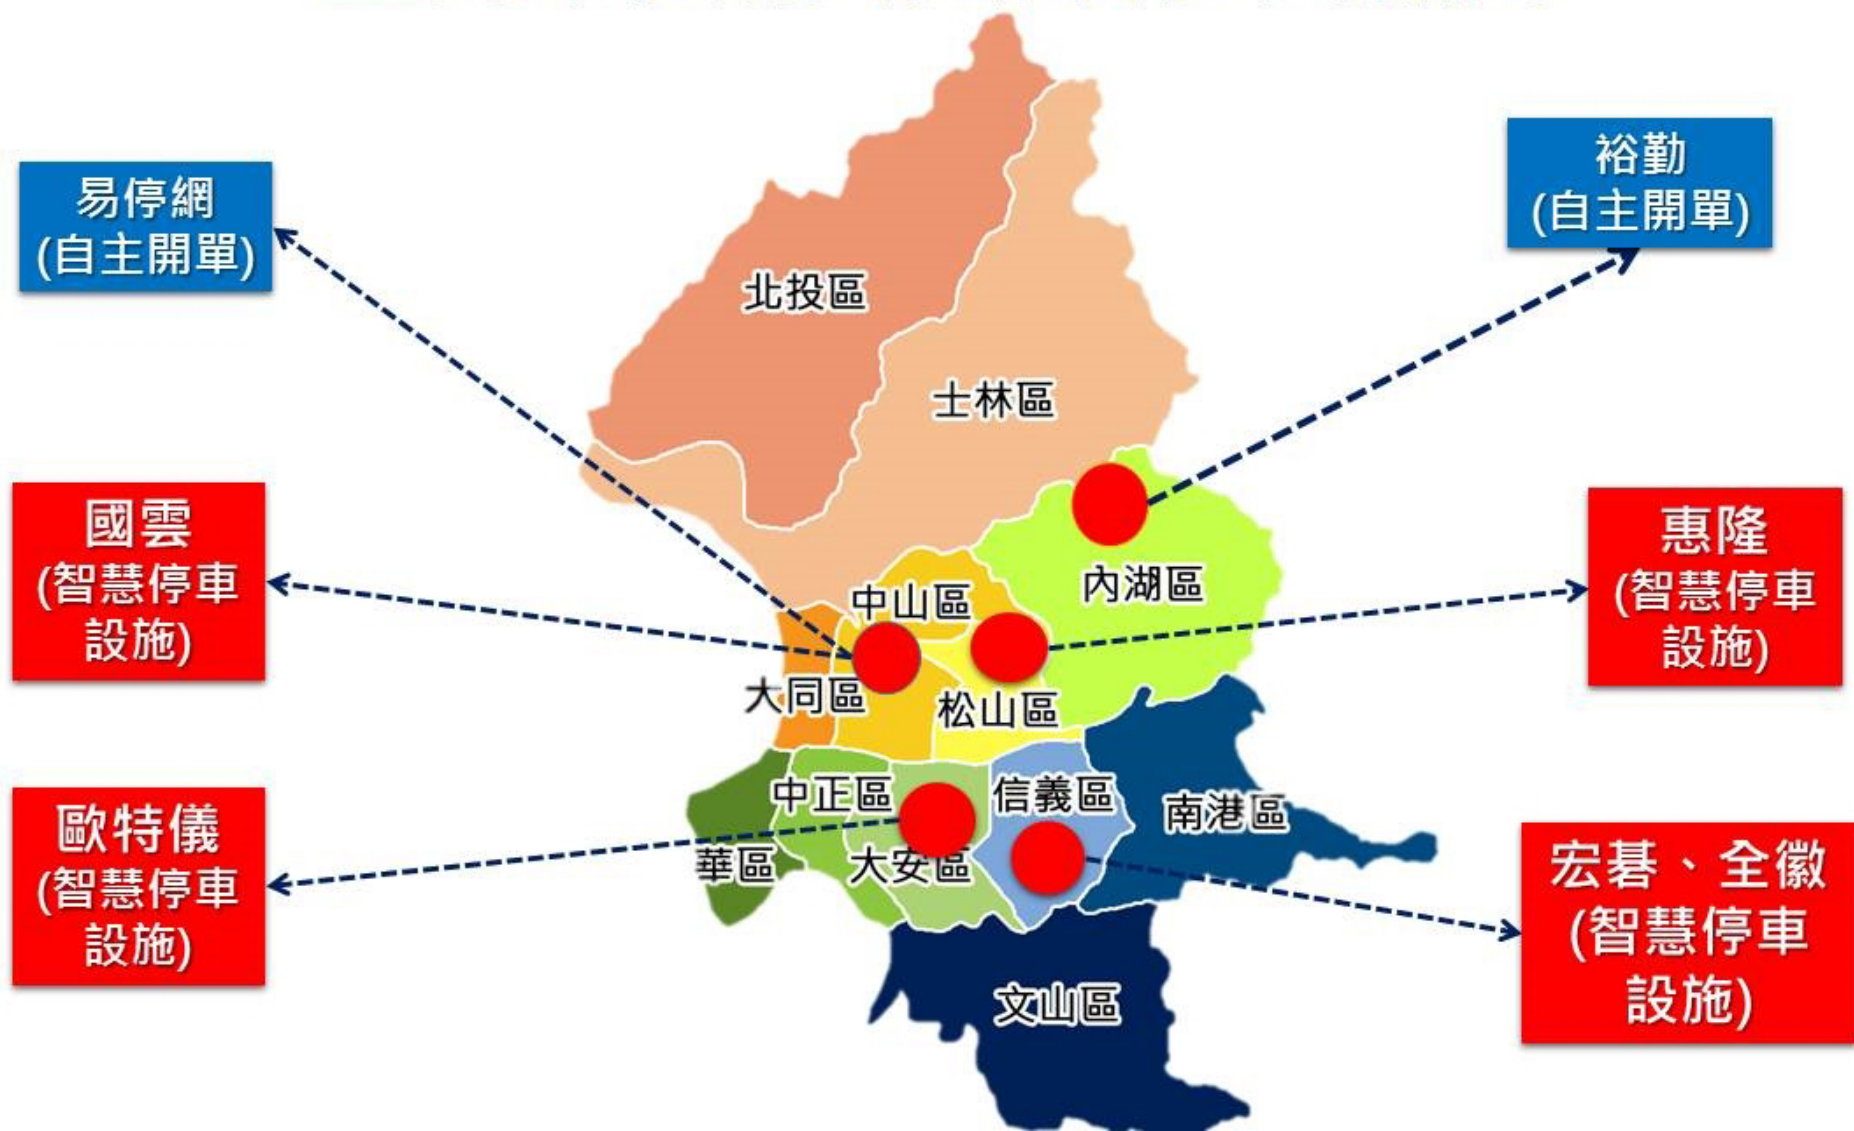 易停網
(自主開單)
裕勤
(自主開單)
北投區
士林區
國雲
(智慧停車
設施)
惠隆
(智慧停車
設施)
內湖區
中山區
大同區
松山區
中正區
信義區
南港區
華區
大安區
歐特儀
(智慧停車
設施)
宏碁、全徽
(智慧停車
設施)
文山區